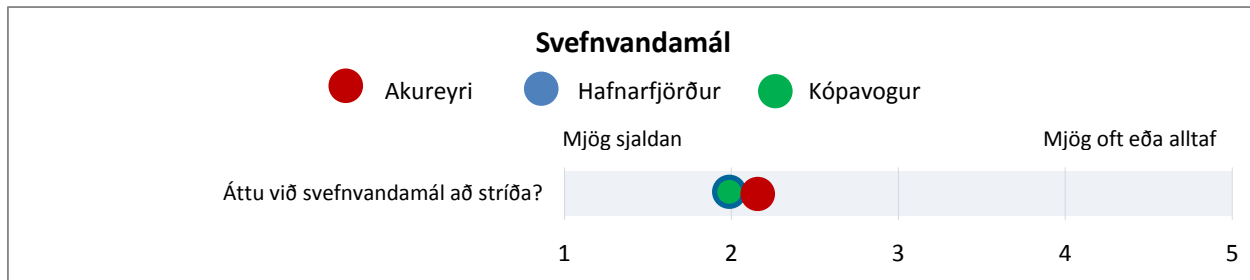 Svefnvandamál
Akureyri Hafnarfjörður Kópavogur
Mjög sjaldan Mjög oft eða alltaf
Áttu við svefnvandamál að stríða?
1 2 3 4 5